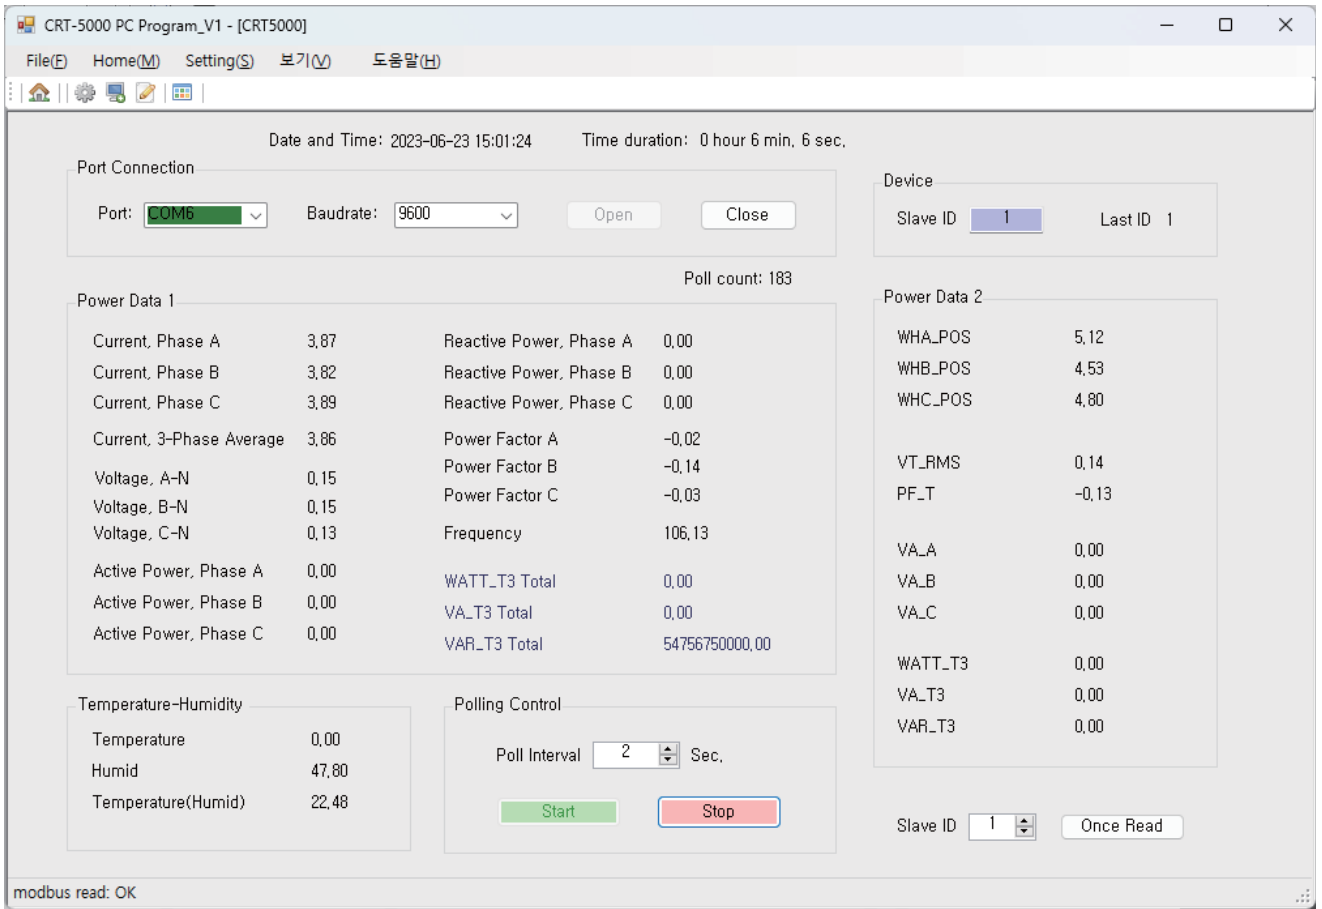 CRT-5000 PC Program_V1 - [CRT5000]
File(F) Home(M) Setting(S) 보기(V) 도움말(H)
Date and Time: 2023-06-23 15:01:24 Time duration: 0 hour 6 min, 6 sec,
Port Connection
Port: COM6 Baudrate: 9600 Open Close
Device
Slave ID 1 Last ID 1
Poll count: 183
Power Data 1
Current, Phase A 3,87
Current, Phase B 3,82
Current, Phase C 3,89
Current, 3-Phase Average 3,86
Voltage, A-N 0,15
Voltage, B-N 0,15
Voltage, C-N 0,13
Active Power, Phase A 0,00
Active Power, Phase B 0,00
Active Power, Phase C 0,00
Reactive Power, Phase A 0,00
Reactive Power, Phase B 0,00
Reactive Power, Phase C 0,00
Power Factor A -0,02
Power Factor B -0,14
Power Factor C -0,03
Frequency 106,13
WATT_T3 Total 0,00
VA_T3 Total 0,00
VAR_T3 Total 54756750000,00
Power Data 2
WHA_POS 5,12
WHB_POS 4,53
WHC_POS 4,80
VT_RMS 0,14
PF_T -0,13
VA_A 0,00
VA_B 0,00
VA_C 0,00
WATT_T3 0,00
VA_T3 0,00
VAR_T3 0,00
Temperature-Humidity
Temperature 0,00
Humid 47,80
Temperature(Humid) 22,48
Polling Control
Poll Interval 2 Sec,
Start Stop
Slave ID 1 Once Read
modbus read: OK